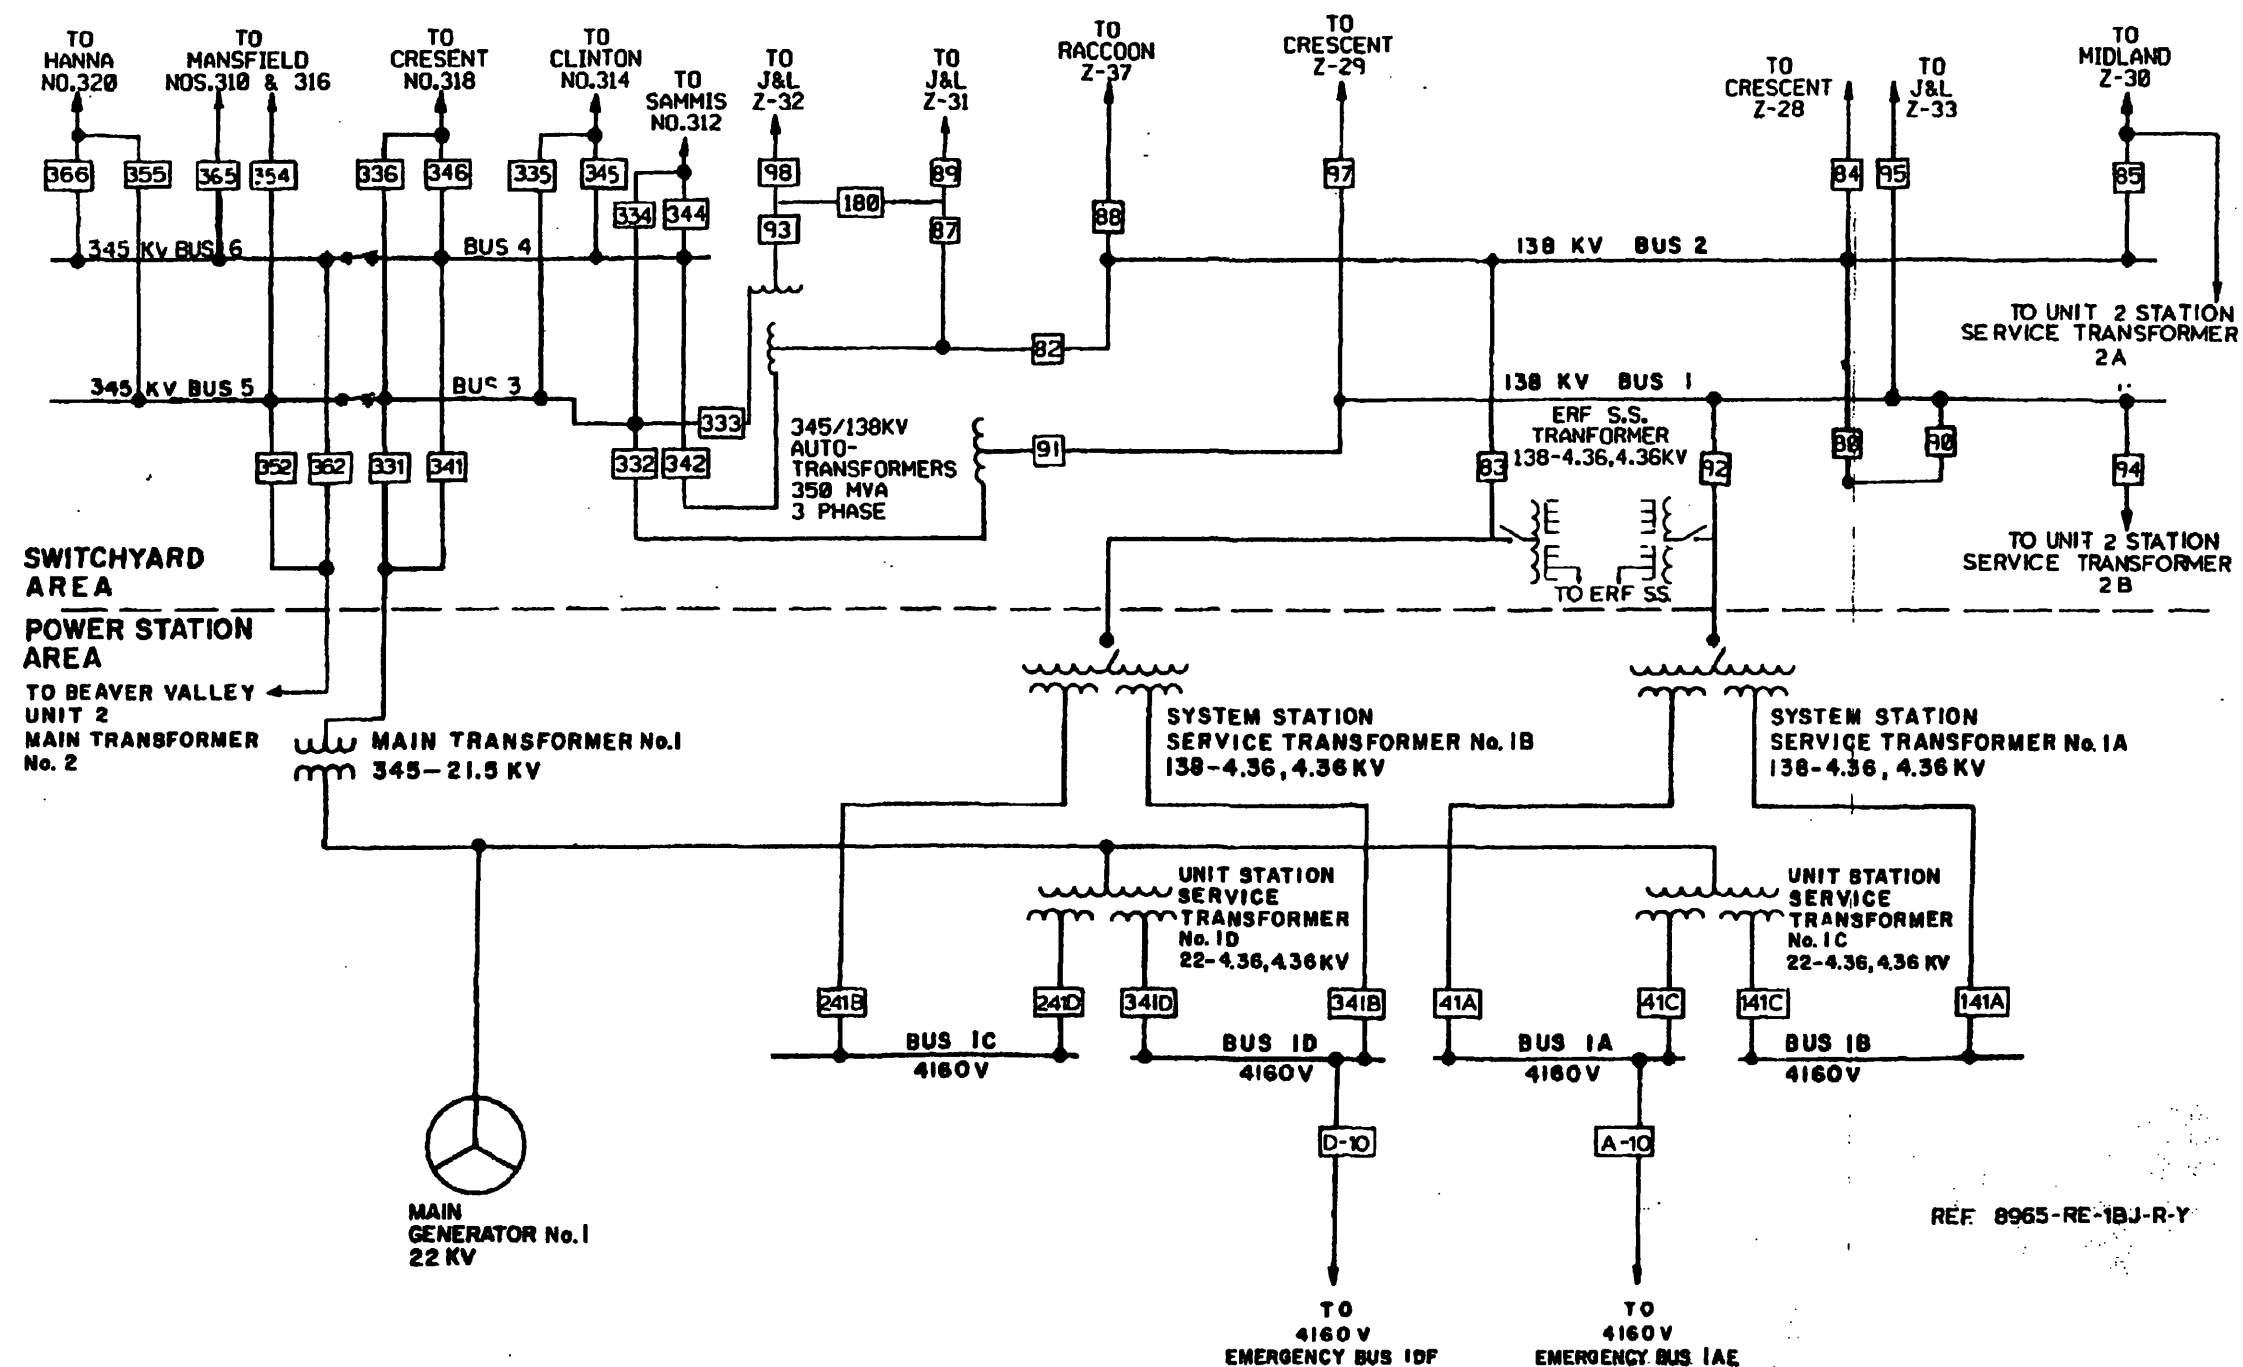 TO
HANNA
NO.320
TO
MANSFIELD
NOS.310 & 316
TO
CRESENT
NO.318
TO
CLINTON
NO.314
TO
SAMMIS
NO.312
TO
J&L
Z-32
TO
J&L
Z-31
TO
RACCOON
Z-37
TO
CRESCENT
Z-29
TO
CRESCENT
Z-28
TO
J&L
Z-33
TO
MIDLAND
Z-30
366
355
365
354
336
346
335
345
334
344
98
180
89
93
87
88
97
84
95
85
345 KV BUS 6
BUS 4
138 KV BUS 2
TO UNIT 2 STATION
SERVICE TRANSFORMER
2A
82
345 KV BUS 5
BUS 3
138 KV BUS 1
333
345/138KV
AUTO-
TRANSFORMERS
350 MVA
3 PHASE
91
ERF S.S.
TRANFORMER
138-4.36,4.36KV
352
362
331
341
332
342
83
92
80
90
94
TO UNIT 2 STATION
SERVICE TRANSFORMER
2B
TO ERF SS.
SWITCHYARD
AREA
POWER STATION
AREA
TO BEAVER VALLEY
UNIT 2
MAIN TRANSFORMER
No. 2
MAIN TRANSFORMER No.1
345-21.5 KV
SYSTEM STATION
SERVICE TRANSFORMER No. 1B
138-4.36, 4.36KV
SYSTEM STATION
SERVICE TRANSFORMER No. 1A
138-4.36, 4.36KV
UNIT STATION
SERVICE
TRANSFORMER
No. 1D
22-4.36,4.36KV
UNIT STATION
SERVICE
TRANSFORMER
No. 1C
22-4.36,4.36KV
241B
241D
341D
341B
41A
41C
141C
141A
BUS 1C
4160V
BUS 1D
4160V
BUS 1A
4160V
BUS 1B
4160V
D-10
A-10
MAIN
GENERATOR No.1
22 KV
REF. 8965-RE-1BJ-R-Y
TO
4160V
EMERGENCY BUS 1DF
TO
4160V
EMERGENCY BUS 1AE